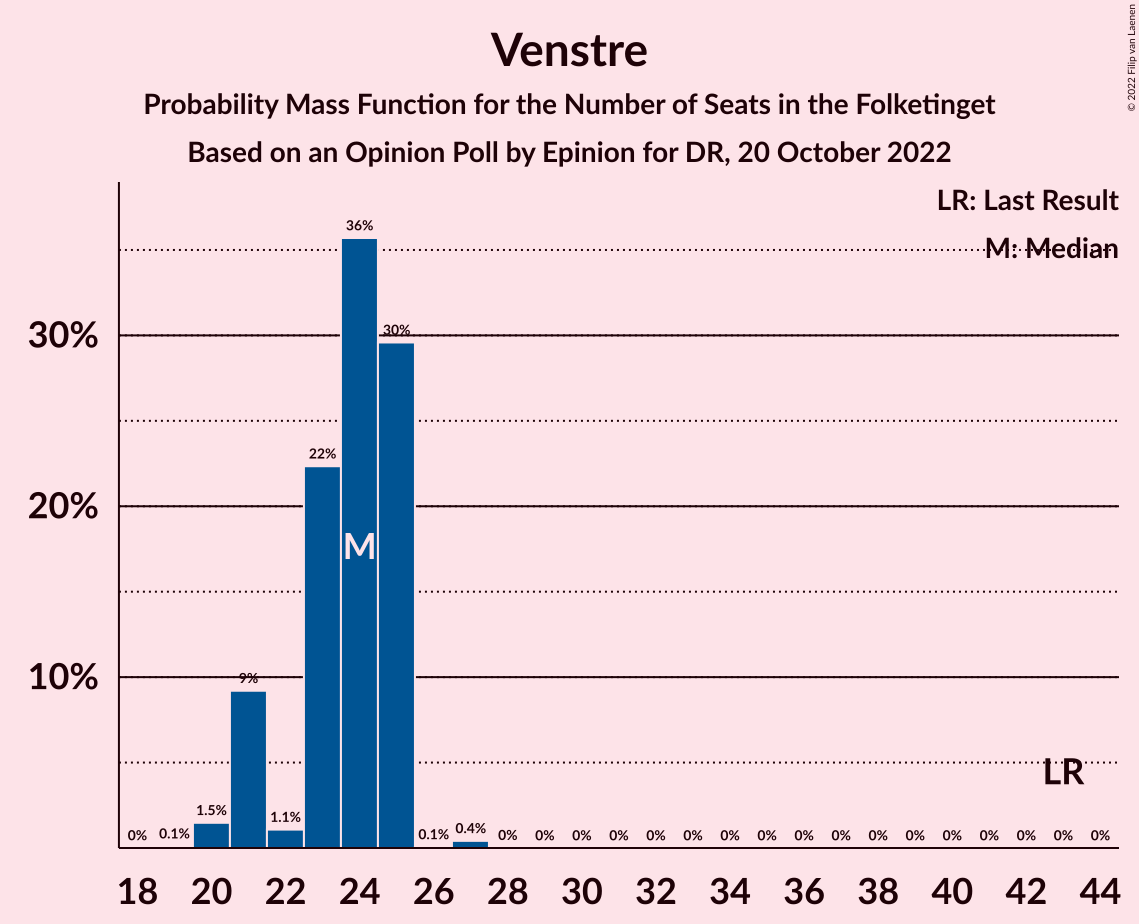 Venstre
Probability Mass Function for the Number of Seats in the Folketinget
Based on an Opinion Poll by Epinion for DR, 20 October 2022
© 2022 Filip van Laenen
LR: Last Result
M: Median
30%
20%
10%
0% 0.1% 1.5% 9% 1.1% 22% 36% 30% 0.1% 0.4% 0% 0% 0% 0% 0% 0% 0% 0% 0% 0% 0% 0% 0% 0% 0% 0% 0%
M
LR
18 20 22 24 26 28 30 32 34 36 38 40 42 44